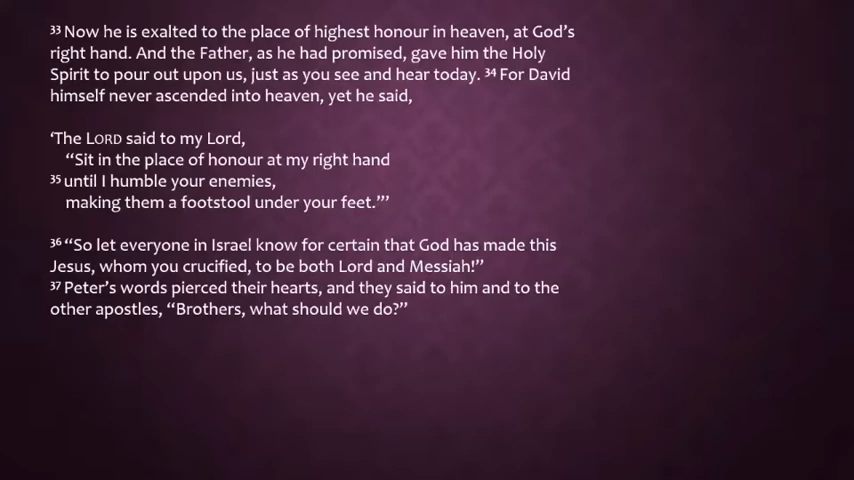 ³³ Now he is exalted to the place of highest honour in heaven, at God’s
right hand. And the Father, as he had promised, gave him the Holy
Spirit to pour out upon us, just as you see and hear today. ³⁴ For David
himself never ascended into heaven, yet he said,
‘The LORD said to my Lord,
“Sit in the place of honour at my right hand
³⁵ until I humble your enemies,
making them a footstool under your feet.”’
³⁶ “So let everyone in Israel know for certain that God has made this
Jesus, whom you crucified, to be both Lord and Messiah!”
³⁷ Peter’s words pierced their hearts, and they said to him and to the
other apostles, “Brothers, what should we do?”